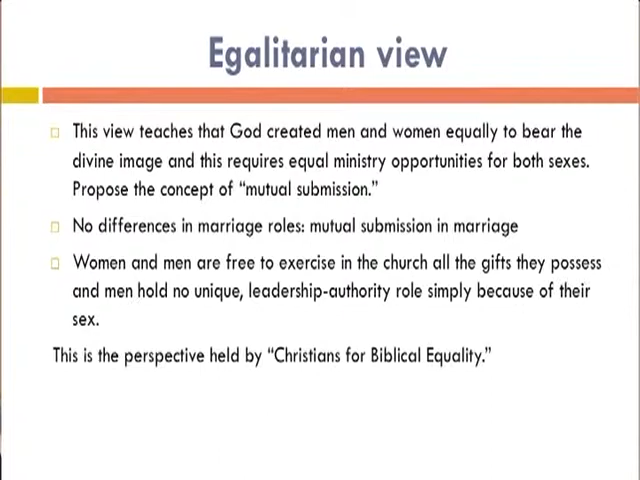 Egalitarian view
This view teaches that God created men and women equally to bear the
divine image and this requires equal ministry opportunities for both sexes.
Propose the concept of “mutual submission.”
No differences in marriage roles: mutual submission in marriage
Women and men are free to exercise in the church all the gifts they possess
and men hold no unique, leadership-authority role simply because of their
sex.
This is the perspective held by “Christians for Biblical Equality.”